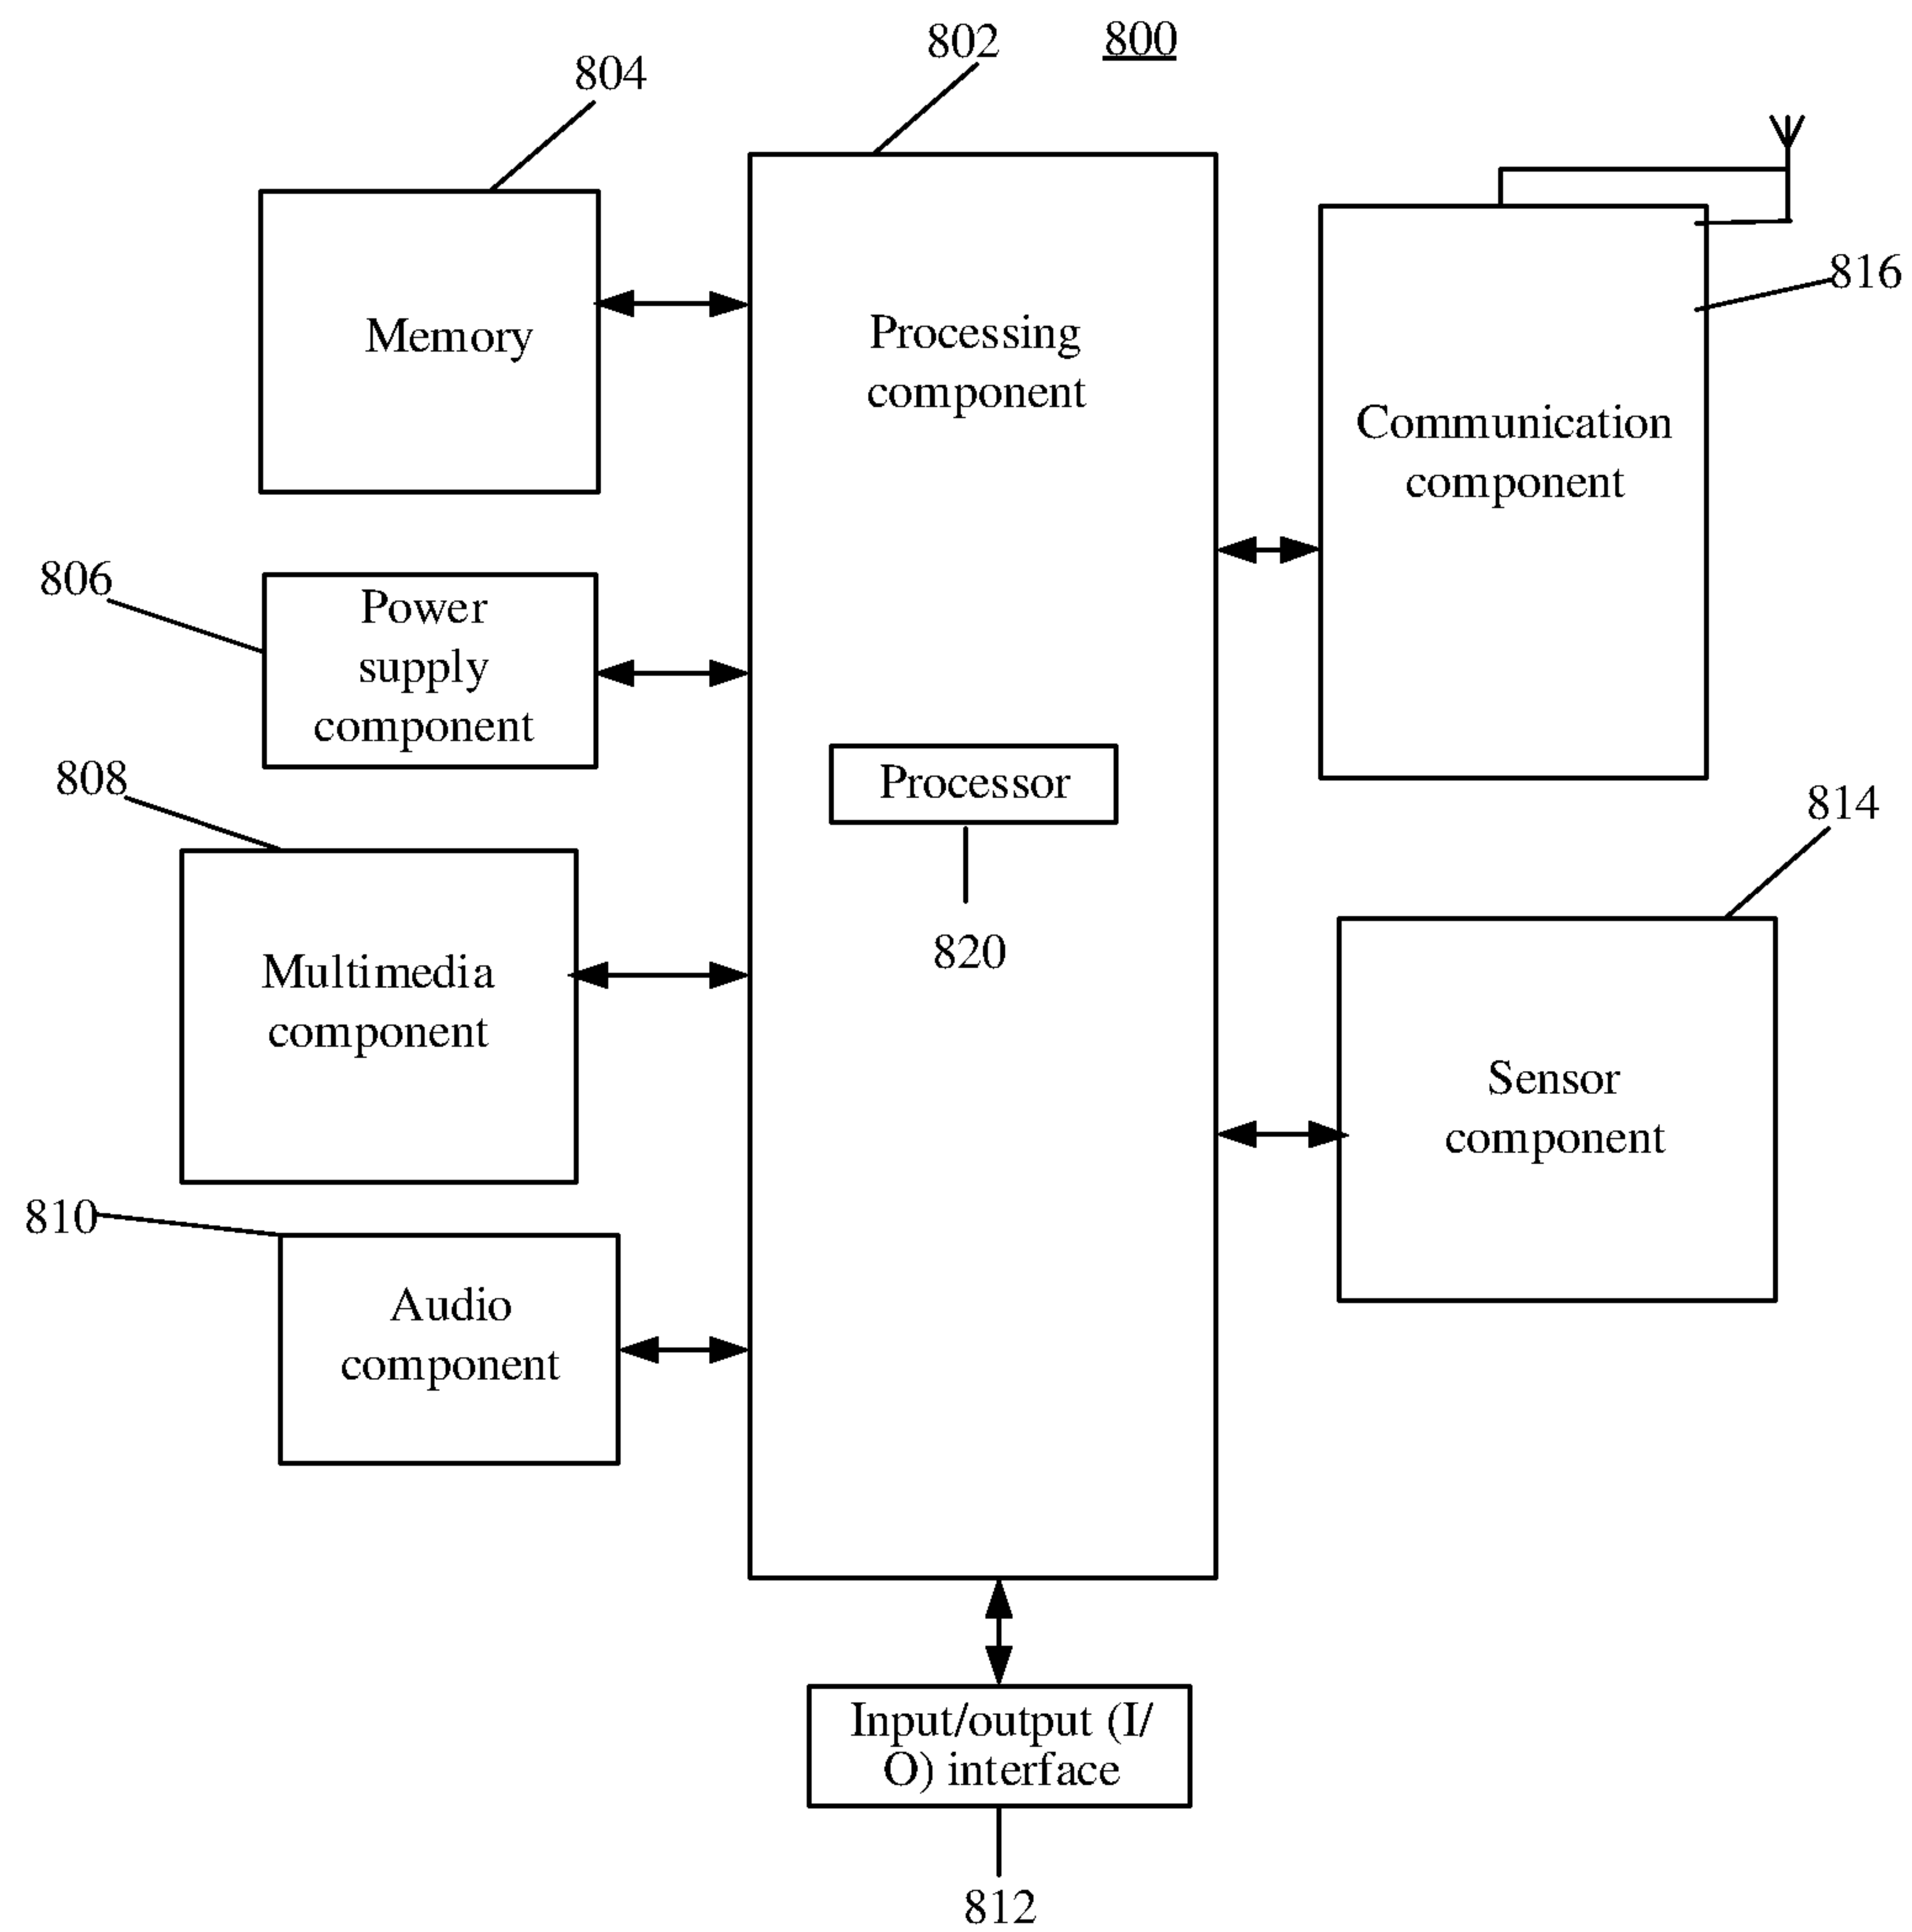 802
800
804
816
Memory
Processing
component
Communication
component
806
Power
supply
component
808
Processor
814
820
Multimedia
component
Sensor
component
810
Audio
component
Input/output (I/
O) interface
812